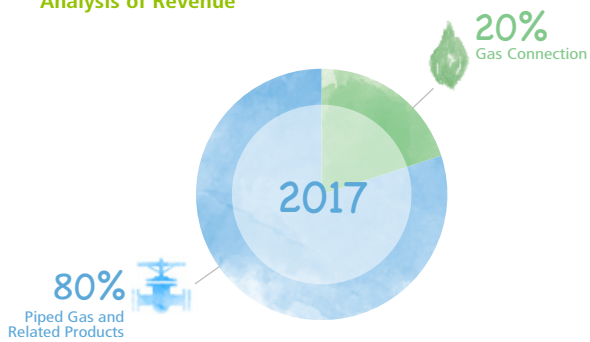 Analysis of Revenue
20%
Gas Connection
2017
80%
Piped Gas and
Related Products